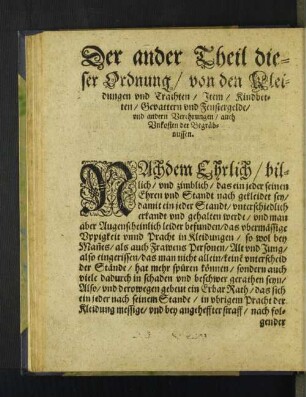 Der ander Theil die-
ser Ordnung / von den Klei-
dungen vnd Trachten / Item / Kindbet-
ten / Gevattern vnd Fenstergelde /
vnd andern Verehrungen / auch
Vnkosten der Begräb-
nussen.
NAchdem Ehrlich / bil-
lich / vnd zimblich / das ein jeder seinen
Ehren vnd Standt nach gekleidet sey /
damit ein jeder Standt / vnterschiedlich
erkandt vnd gehalten werde / vnd man
aber Augenscheinlich leider befunden / das vbermässige
Vppigkeit vnnd Pracht in Kleidungen / so wol bey
Mannes / als auch Frawens Personen / Alt vnd Jung /
also eingerissen / das man nicht allein / keine vnterscheid
der Stände / hat mehr spüren können / sondern auch
viele dadurch in schaden vnd beschwer gerathen seyn /
Also / vnd derowegen gebeut ein Erbar Rath / das sich
ein jeder nach seinem Stande / in vbrigem Pracht der
Kleidung messige / vnd bey angeheffter straff / nach fol-
gender